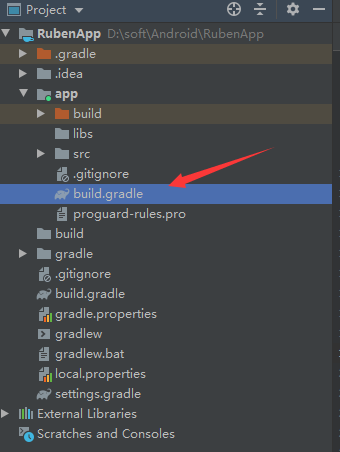 Project
RubenApp D:\soft\Android\RubenApp
.gradle
.idea
app
build
libs
src
.gitignore
build.gradle
proguard-rules.pro
build
gradle
.gitignore
build.gradle
gradle.properties
gradlew
gradlew.bat
local.properties
settings.gradle
External Libraries
Scratches and Consoles